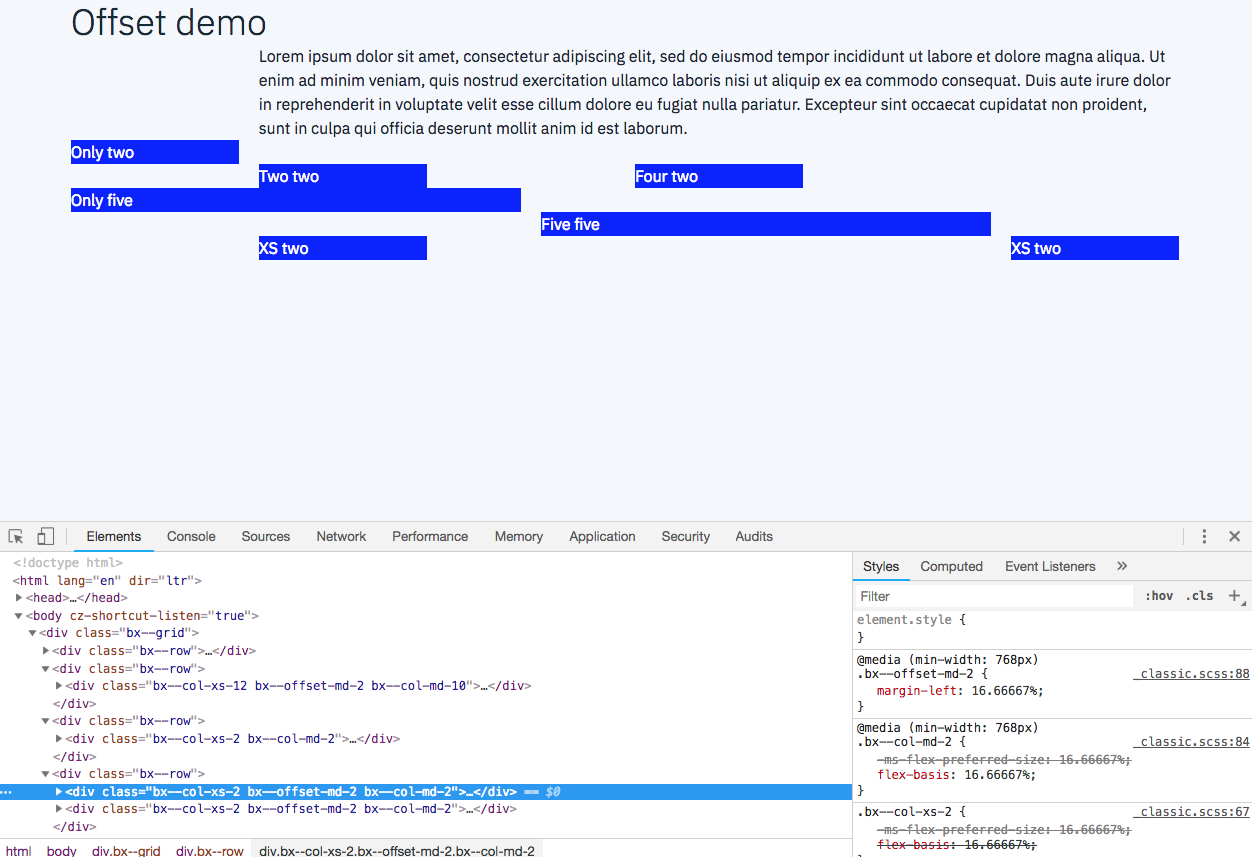 Offset demo
Lorem ipsum dolor sit amet, consectetur adipiscing elit, sed do eiusmod tempor incididunt ut labore et dolore magna aliqua. Ut
enim ad minim veniam, quis nostrud exercitation ullamco laboris nisi ut aliquip ex ea commodo consequat. Duis aute irure dolor
in reprehenderit in voluptate velit esse cillum dolore eu fugiat nulla pariatur. Excepteur sint occaecat cupidatat non proident,
sunt in culpa qui officia deserunt mollit anim id est laborum.
Only two
Two two Four two
Only five
Five five
XS two XS two
Elements Console Sources Network Performance Memory Application Security Audits
<!doctype html>
<html lang="en" dir="ltr">
<head>…</head>
<body cz-shortcut-listen="true">
<div class="bx--grid">
<div class="bx--row">…</div>
<div class="bx--row">
<div class="bx--col-xs-12 bx--offset-md-2 bx--col-md-10">…</div>
</div>
<div class="bx--row">
<div class="bx--col-xs-2 bx--col-md-2">…</div>
</div>
<div class="bx--row">
<div class="bx--col-xs-2 bx--offset-md-2 bx--col-md-2">…</div> == $0
<div class="bx--col-xs-2 bx--offset-md-2 bx--col-md-2">…</div>
</div>
html body div.bx--grid div.bx--row div.bx--col-xs-2.bx--offset-md-2.bx--col-md-2
Styles Computed Event Listeners »
Filter :hov .cls +
element.style {
}
@media (min-width: 768px)
.bx--offset-md-2 { _classic.scss:88
margin-left: 16.66667%;
}
@media (min-width: 768px)
.bx--col-md-2 { _classic.scss:84
-ms-flex-preferred-size: 16.66667%;
flex-basis: 16.66667%;
}
.bx--col-xs-2 { _classic.scss:67
-ms-flex-preferred-size: 16.66667%;
flex-basis: 16.66667%;